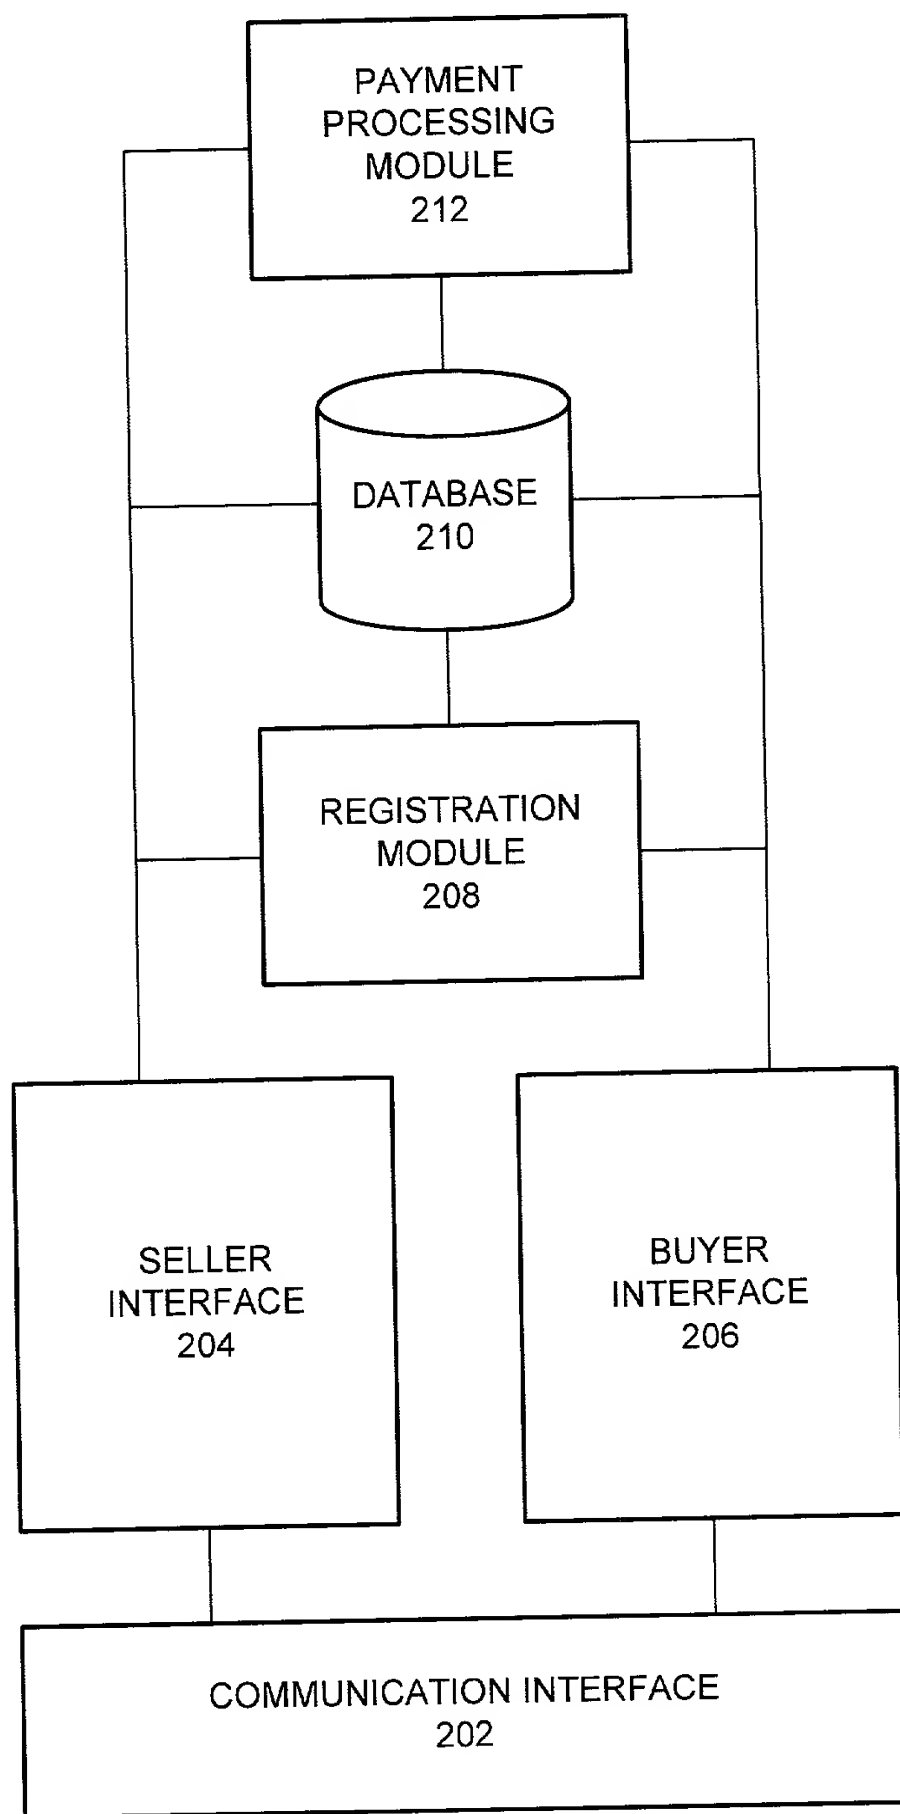 PAYMENT
PROCESSING
MODULE
212
DATABASE
210
REGISTRATION
MODULE
208
SELLER
INTERFACE
204
BUYER
INTERFACE
206
COMMUNICATION INTERFACE
202